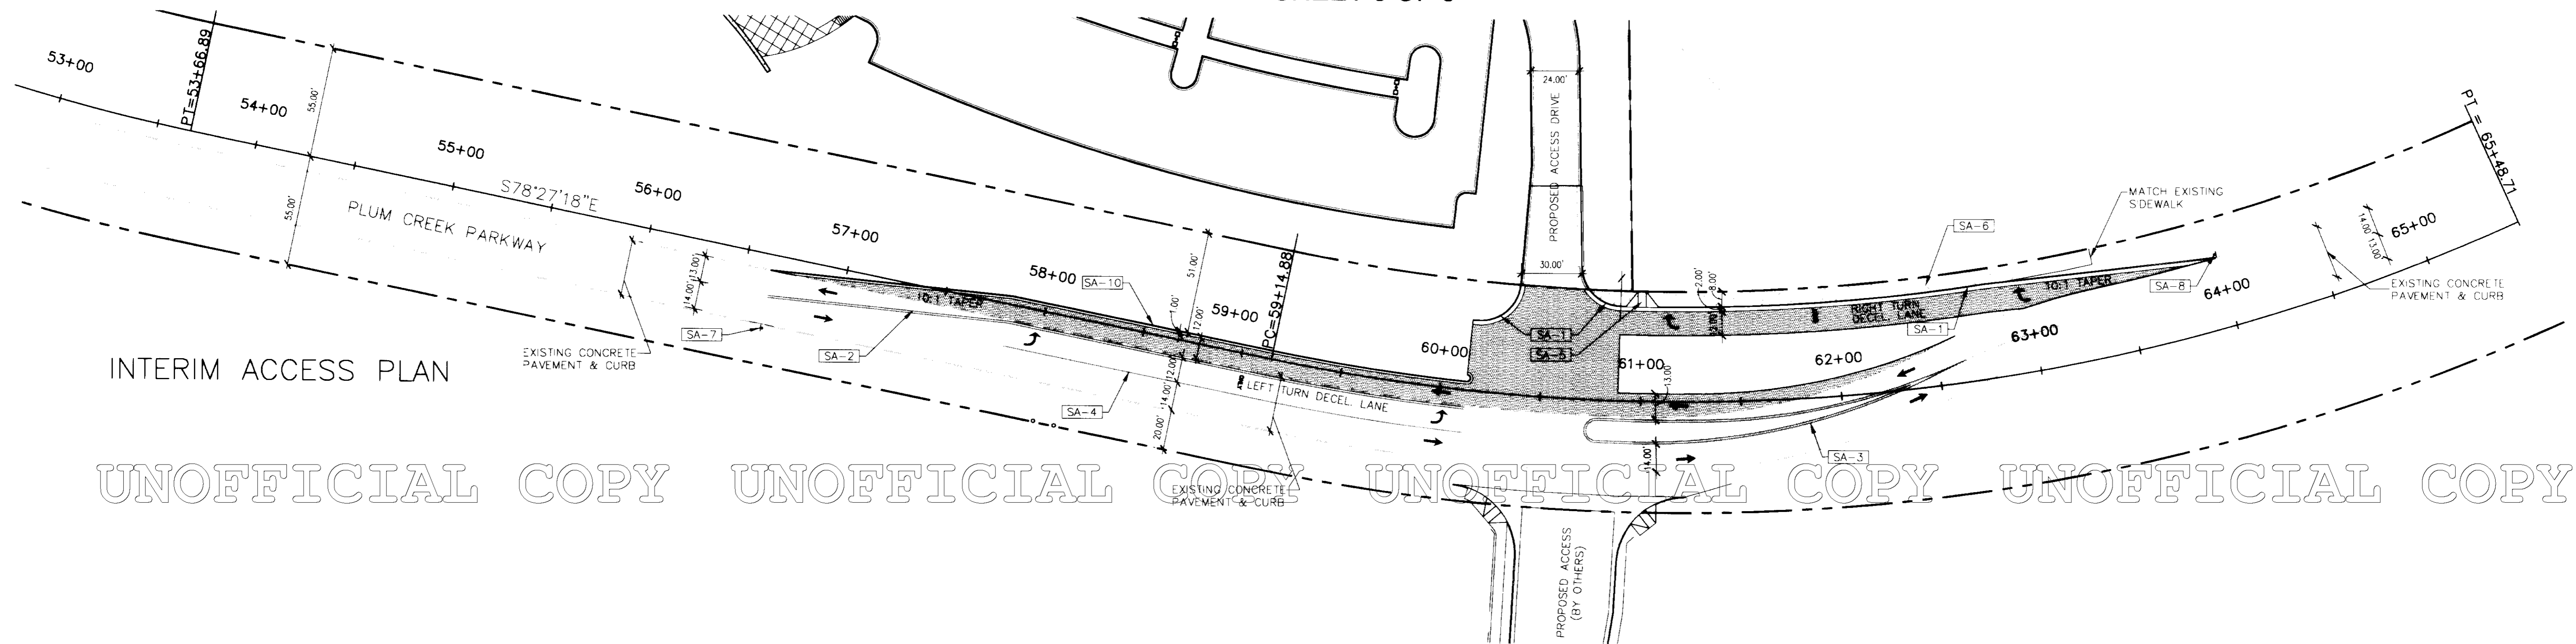 53+00
PT=53+66.89
54+00
55.00'
55.00'
55+00
S78°27'18"E
56+00
PLUM CREEK PARKWAY
57+00
14.00'
13.00'
EXISTING CONCRETE
PAVEMENT & CURB
SA-7
SA-2
10:1 TAPER
58+00
SA-10
51.00'
1.00'
12.00'
12.00'
14.00'
20.00'
59+00
PC=59+14.88
SA-4
LEFT TURN DECEL. LANE
EXISTING CONCRETE
PAVEMENT & CURB
60+00
24.00'
PROPOSED ACCESS DRIVE
30.00'
SA-1
SA-5
61+00
13.00'
14.00'
2.00'
8.00'
RIGHT TURN
DECEL. LANE
SA-1
62+00
SA-3
63+00
SA-6
10:1 TAPER
MATCH EXISTING
SIDEWALK
SA-8
64+00
14.00'
13.00'
65+00
PT = 65+48.71
EXISTING CONCRETE
PAVEMENT & CURB
INTERIM ACCESS PLAN
PROPOSED ACCESS
(BY OTHERS)
UNOFFICIAL COPY UNOFFICIAL COPY UNOFFICIAL COPY UNOFFICIAL COPY